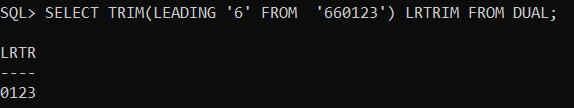 SQL> SELECT TRIM(LEADING '6' FROM  '660123') LRTRIM FROM DUAL;
LRTR
----
0123